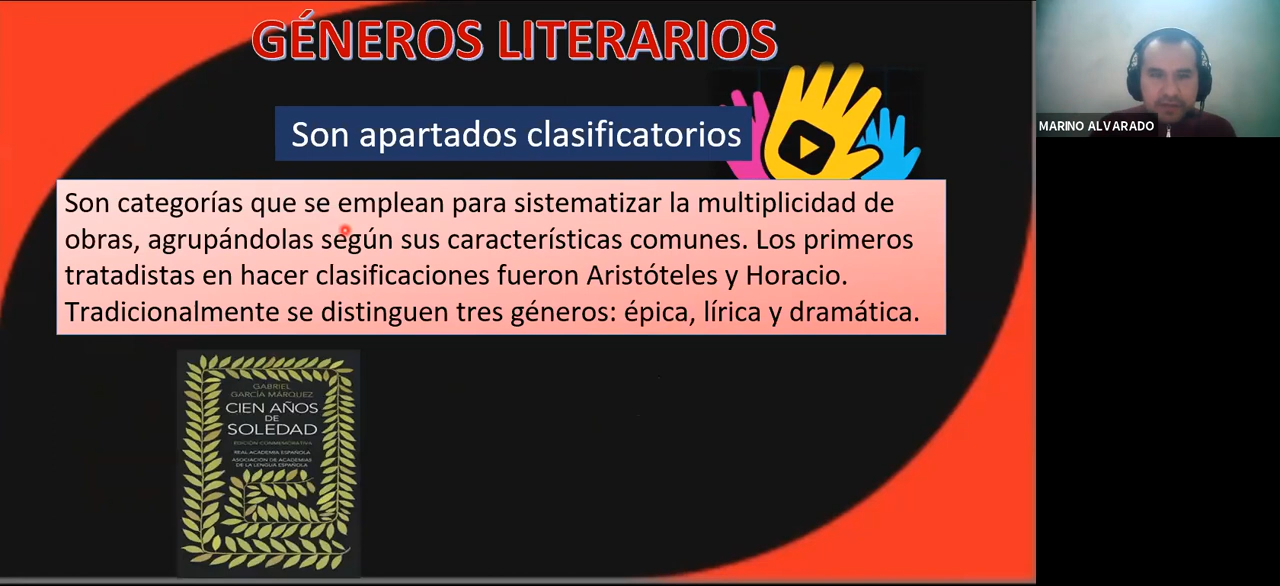 GÉNEROS LITERARIOS
Son apartados clasificatorios
Son categorías que se emplean para sistematizar la multiplicidad de
obras, agrupándolas según sus características comunes. Los primeros
tratadistas en hacer clasificaciones fueron Aristóteles y Horacio.
Tradicionalmente se distinguen tres géneros: épica, lírica y dramática.
GABRIEL
GARCÍA MÁRQUEZ
CIEN AÑOS
DE
SOLEDAD
EDICIÓN CONMEMORATIVA
REAL ACADEMIA ESPAÑOLA
ASOCIACIÓN DE ACADEMIAS
DE LA LENGUA ESPAÑOLA
MARINO ALVARADO